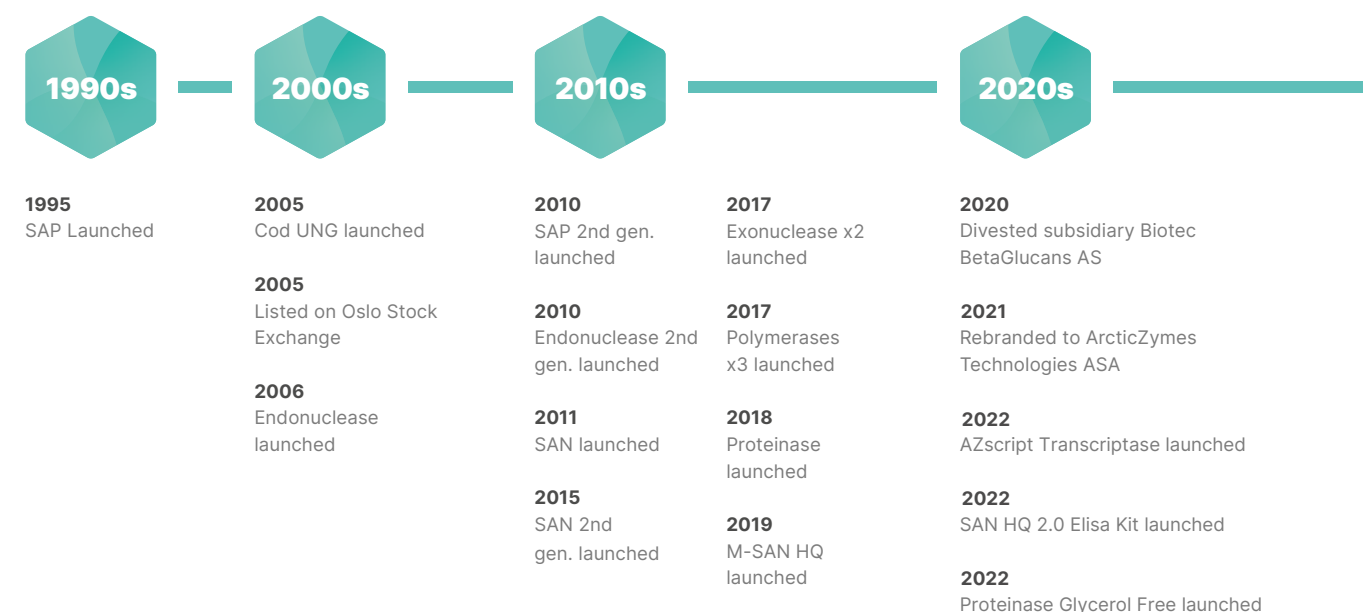 1990s
2000s
2010s
2020s
1995
SAP Launched
2005
Cod UNG launched
2005
Listed on Oslo Stock
Exchange
2006
Endonuclease
launched
2010
SAP 2nd gen.
launched
2010
Endonuclease 2nd
gen. launched
2011
SAN launched
2015
SAN 2nd
gen. launched
2017
Exonuclease x2
launched
2017
Polymerases
x3 launched
2018
Proteinase
launched
2019
M-SAN HQ
launched
2020
Divested subsidiary Biotec
BetaGlucans AS
2021
Rebranded to ArcticZymes
Technologies ASA
2022
AZscript Transcriptase launched
2022
SAN HQ 2.0 Elisa Kit launched
2022
Proteinase Glycerol Free launched